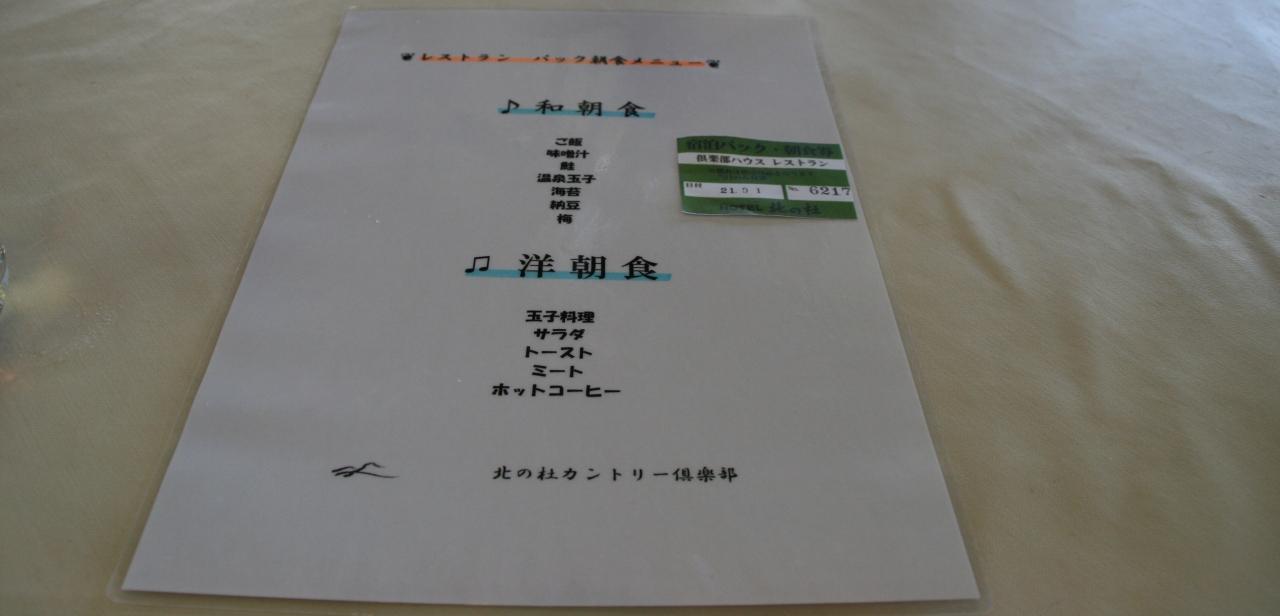 レストラン パック朝食メニュー
♪ 和朝食
ご飯
味噌汁
鮭
温泉玉子
海苔
納豆
梅
宿泊パック・朝食券
倶楽部ハウス レストラン
日付 21.9.1 № 6217
HOTEL 北の杜
♫ 洋朝食
玉子料理
サラダ
トースト
ミート
ホットコーヒー
北の杜カントリー倶楽部